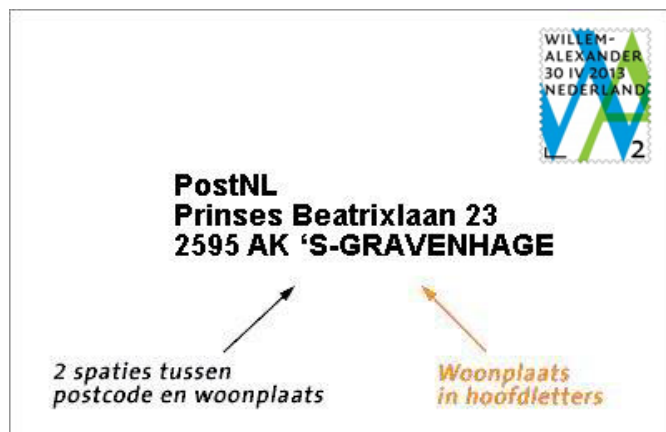 WILLEM-
ALEXANDER
30 IV 2013
NEDERLAND
2
PostNL
Prinses Beatrixlaan 23
2595 AK ‘S-GRAVENHAGE
2 spaties tussen
postcode en woonplaats
Woonplaats
in hoofdletters